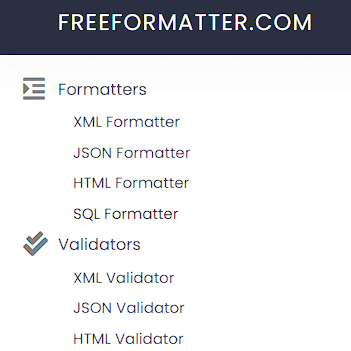 FREEFORMATTER.COM
Formatters
XML Formatter
JSON Formatter
HTML Formatter
SQL Formatter
Validators
XML Validator
JSON Validator
HTML Validator